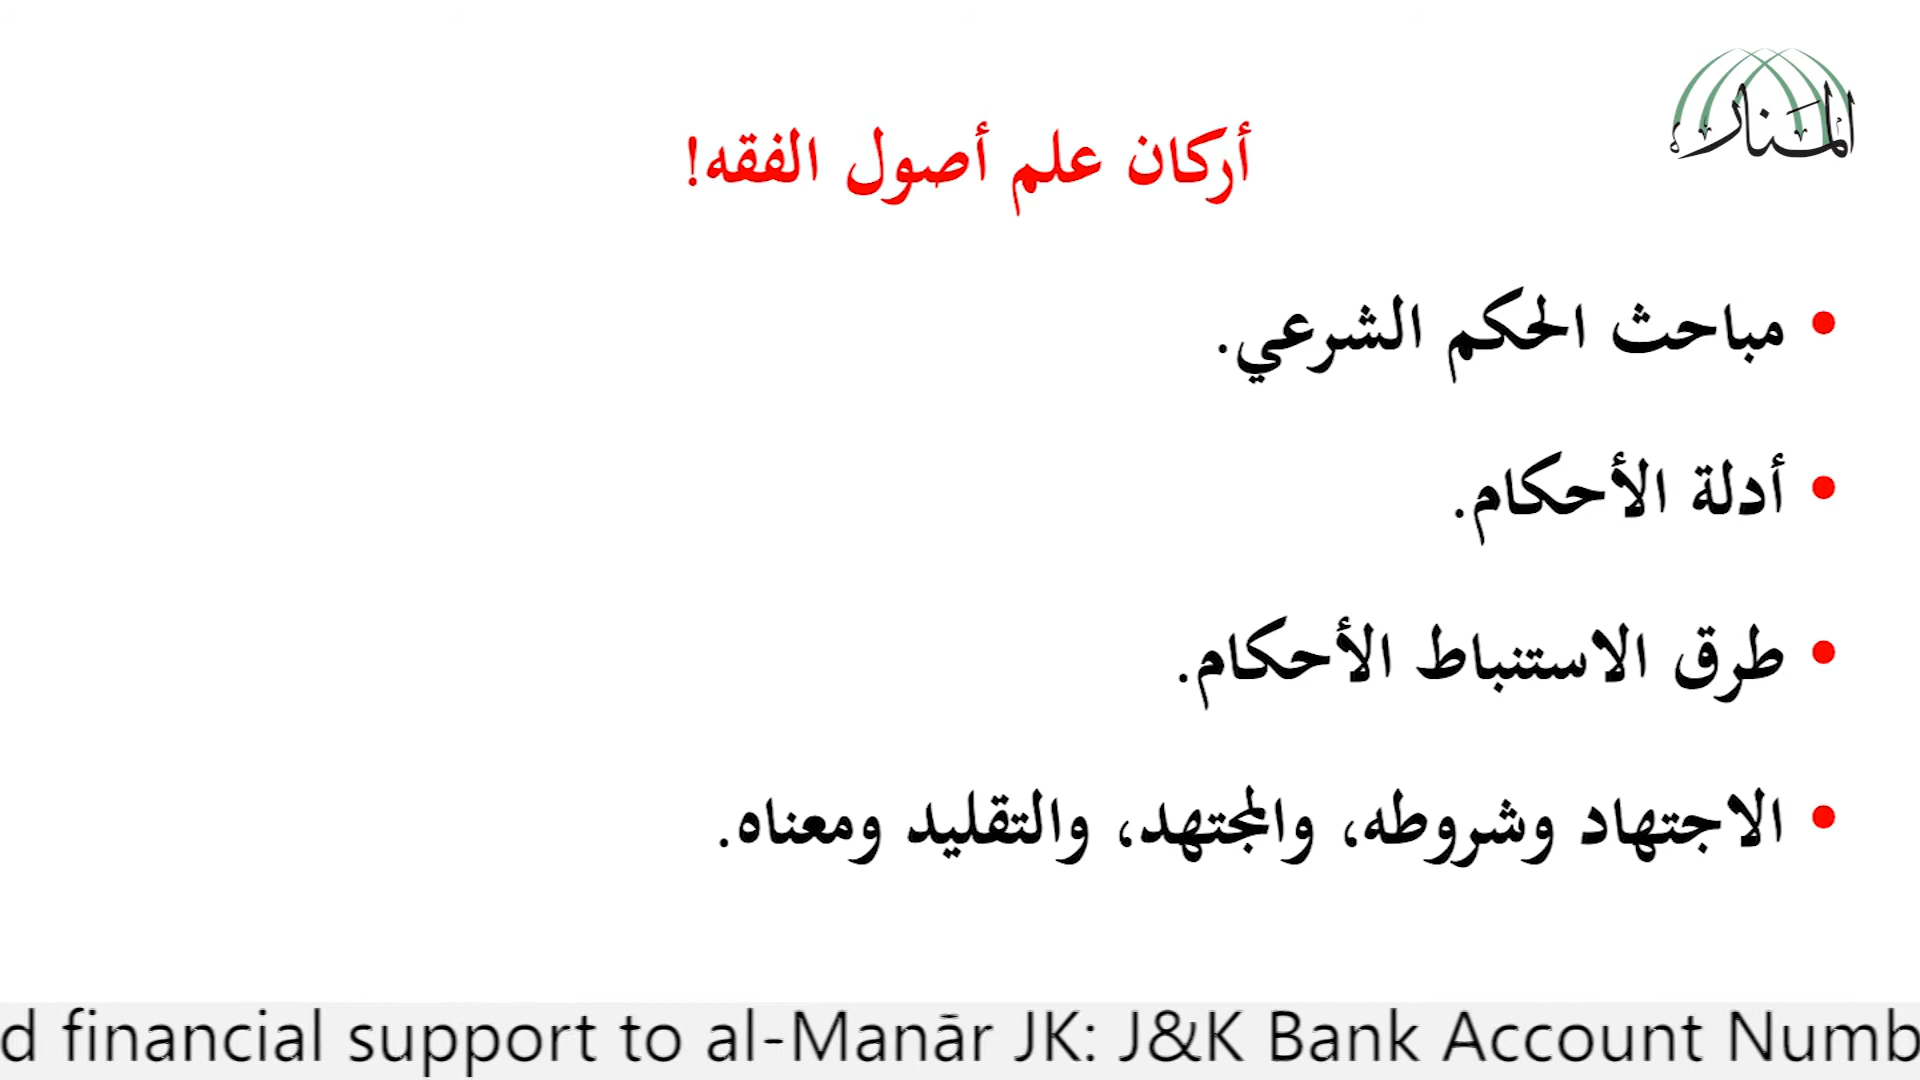 المنار
أركان علم أصول الفقه!
• مباحث الحكم الشرعي.
• أدلة الأحكام.
• طرق الاستنباط الأحكام.
• الاجتهاد وشروطه، والمجتهد، والتقليد ومعناه.
d financial support to al-Manār JK: J&K Bank Account Numb